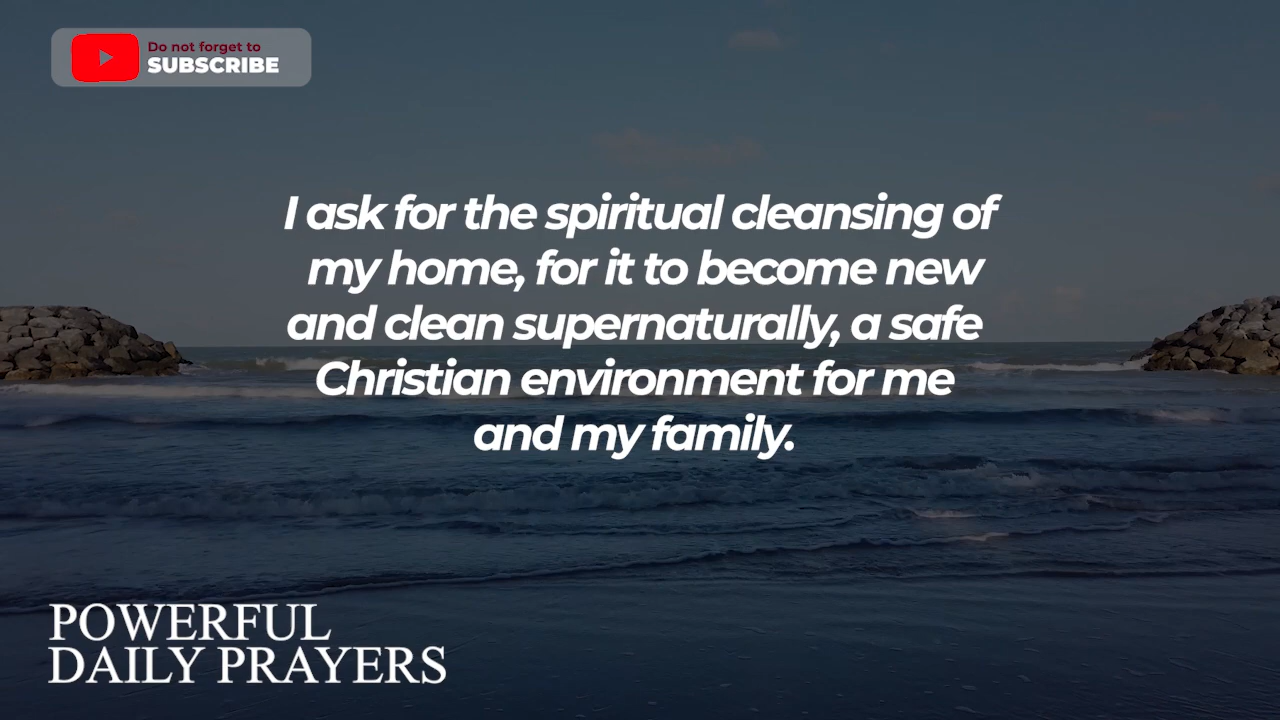 Do not forget to
SUBSCRIBE
I ask for the spiritual cleansing of
my home, for it to become new
and clean supernaturally, a safe
Christian environment for me
and my family.
POWERFUL
DAILY PRAYERS